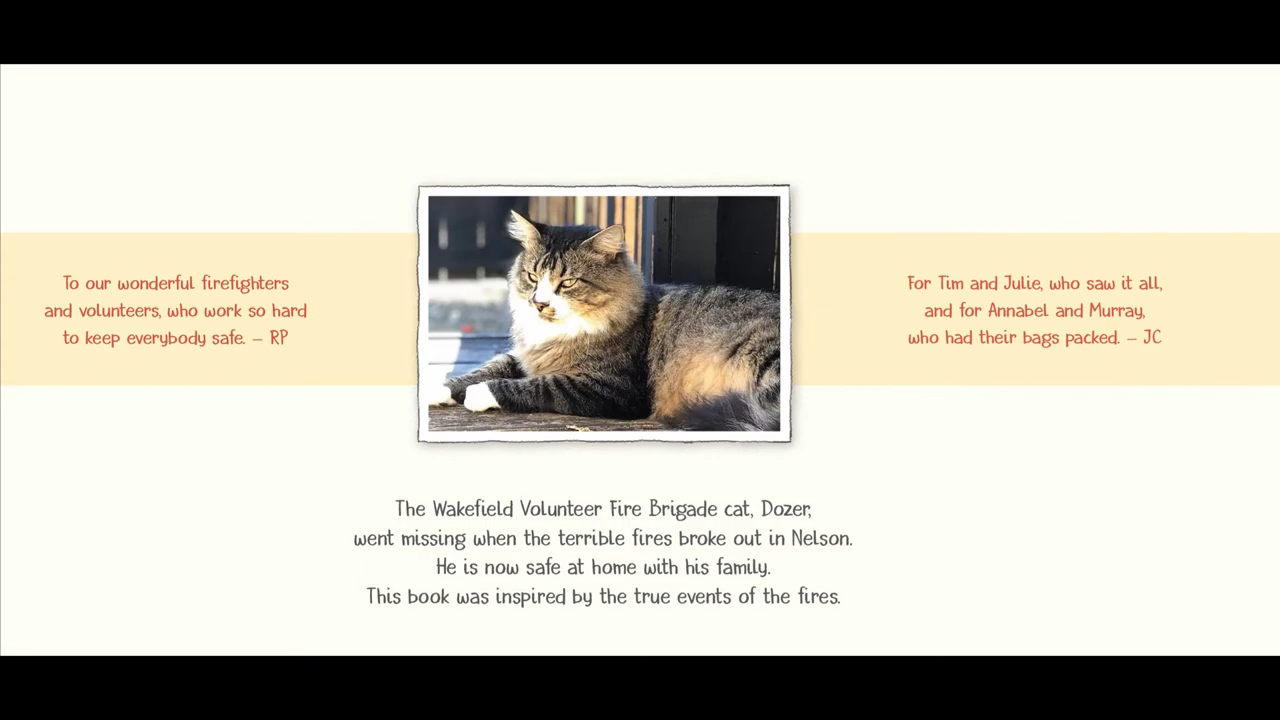 To our wonderful firefighters
and volunteers, who work so hard
to keep everybody safe. – RP
For Tim and Julie, who saw it all,
and for Annabel and Murray,
who had their bags packed. – JC
The Wakefield Volunteer Fire Brigade cat, Dozer,
went missing when the terrible fires broke out in Nelson.
He is now safe at home with his family.
This book was inspired by the true events of the fires.